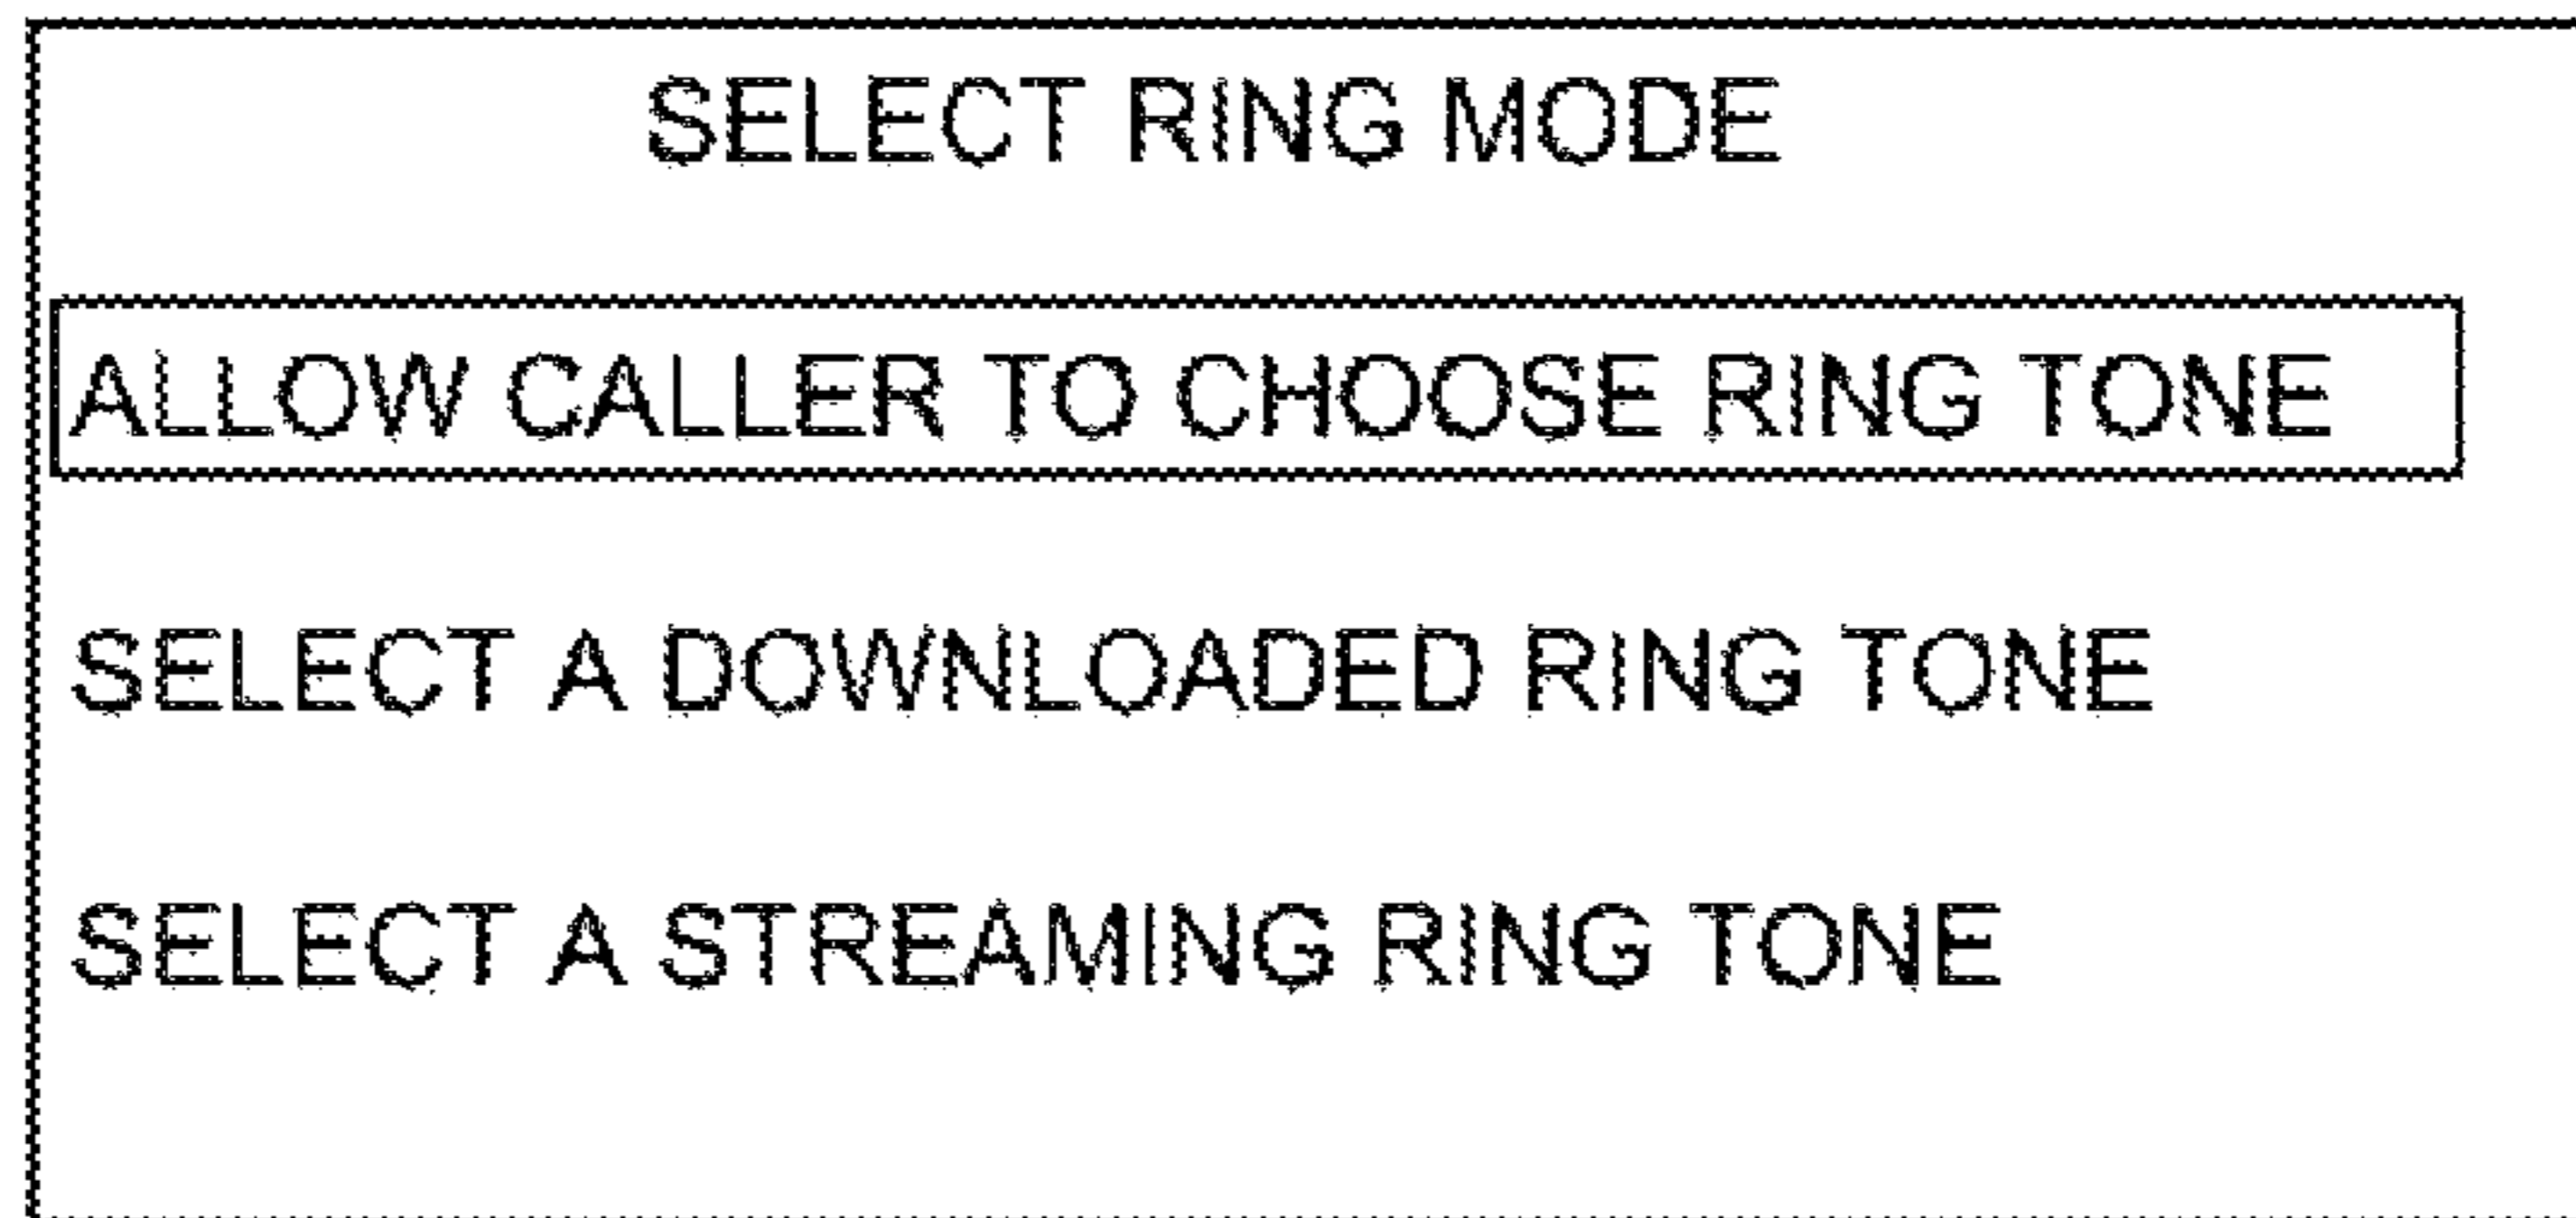 SELECT RING MODE
ALLOW CALLER TO CHOOSE RING TONE
SELECT A DOWNLOADED RING TONE
SELECT A STREAMING RING TONE